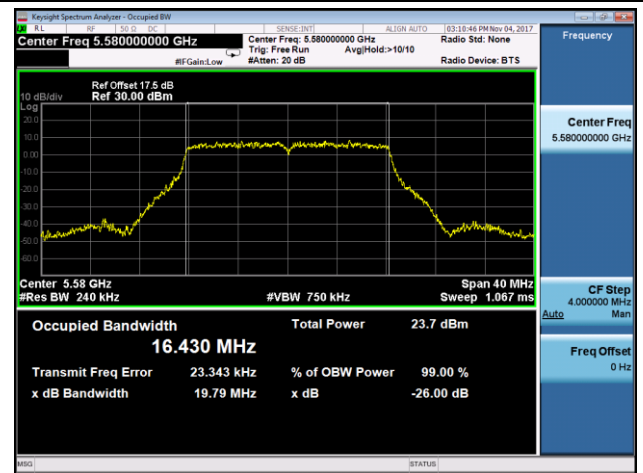 Keysight Spectrum Analyzer - Occupied BW
RL RF 50 Ω DC SENSE:INT ALIGN AUTO 03:10:46 PM Nov 04, 2017
Center Freq 5.580000000 GHz Center Freq: 5.580000000 GHz Radio Std: None Frequency
Trig: Free Run Avg|Hold:>10/10
#IFGain:Low #Atten: 20 dB Radio Device: BTS
Ref Offset 17.5 dB
10 dB/div Ref 30.00 dBm
Log
20.0
10.0
0.00
-10.0
-20.0
-30.0
-40.0
-50.0
-60.0
Center Freq
5.580000000 GHz
Center 5.58 GHz Span 40 MHz
#Res BW 240 kHz #VBW 750 kHz Sweep 1.067 ms
CF Step
4.000000 MHz
Auto Man
Occupied Bandwidth Total Power 23.7 dBm
16.430 MHz
Freq Offset
0 Hz
Transmit Freq Error 23.343 kHz % of OBW Power 99.00 %
x dB Bandwidth 19.79 MHz x dB -26.00 dB
MSG STATUS